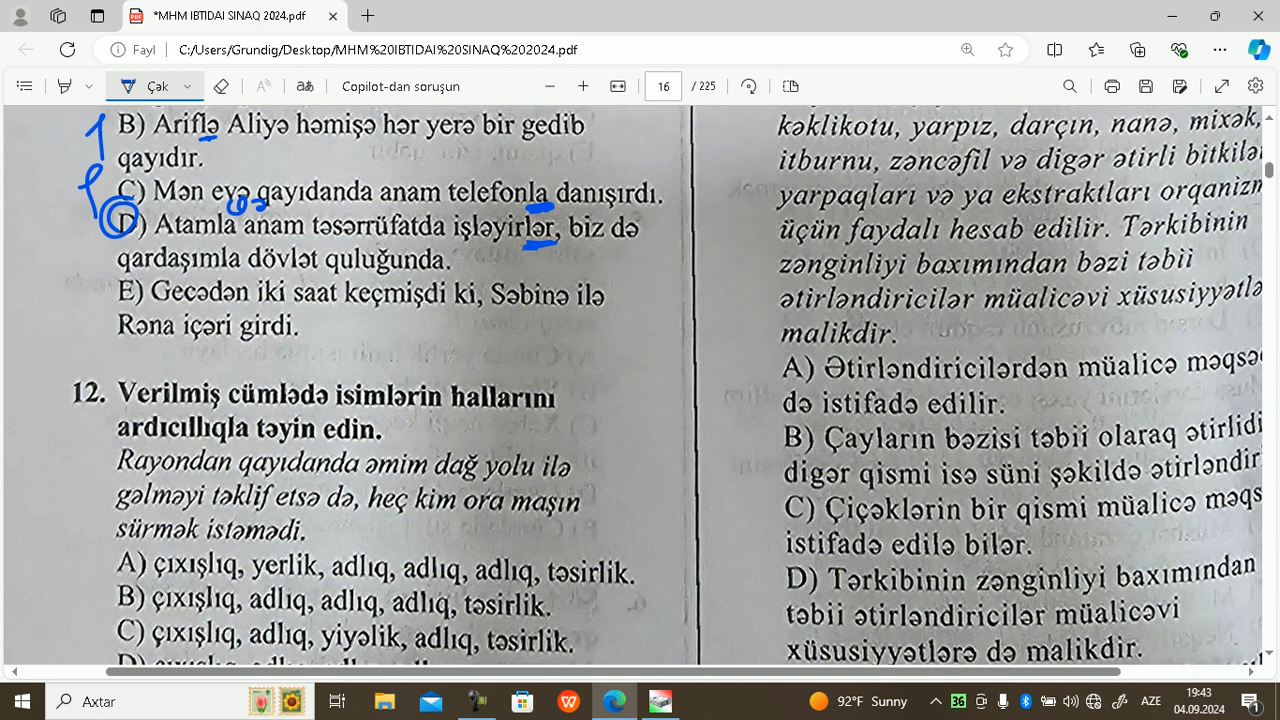 *MHM IBTIDAI SINAQ 2024.pdf
Fayl
C:/Users/Grundig/Desktop/MHM%20IBTIDAI%20SINAQ%202024.pdf
Çak
Copilot-dan soruşun
16 / 225
B) Ariflə Aliyə həmişə hər yerə bir gedib
qayıdır.
C) Mən evə qayıdanda anam telefonla danışırdı.
D) Atamla anam təsərrüfatda işləyirlər, biz də
qardaşımla dövlət quluğunda.
E) Gecədən iki saat keçmişdi ki, Səbinə ilə
Rəna içəri girdi.
12. Verilmiş cümlədə isimlərin hallarını
ardıcıllıqla təyin edin.
Rayondan qayıdanda əmim dağ yolu ilə
gəlməyi təklif etsə də, heç kim ora maşın
sürmək istəmədi.
A) çıxışlıq, yerlik, adlıq, adlıq, adlıq, təsirlik.
B) çıxışlıq, adlıq, adlıq, adlıq, təsirlik.
C) çıxışlıq, adlıq, yiyəlik, adlıq, təsirlik.
kəklikotu, yarpız, darçın, nanə, mixək,
itburnu, zəncəfil və digər ətirli bitkilə
yarpaqları və ya ekstraktları orqanizm
üçün faydalı hesab edilir. Tərkibinin
zənginliyi baxımından bəzi təbii
ətirləndiricilər müalicəvi xüsusiyyətlə
malikdir.
A) Ətirləndiricilərdən müalicə məqsə
də istifadə edilir.
B) Çayların bəzisi təbii olaraq ətirlidi
digər qismi isə süni şəkildə ətirləndir
C) Çiçəklərin bir qismi müalicə məqs
istifadə edilə bilər.
D) Tərkibinin zənginliyi baxımından
təbii ətirləndiricilər müalicəvi
xüsusiyyətlərə də malikdir.
Axtar
92°F Sunny
36
AZE
19:43
04.09.2024